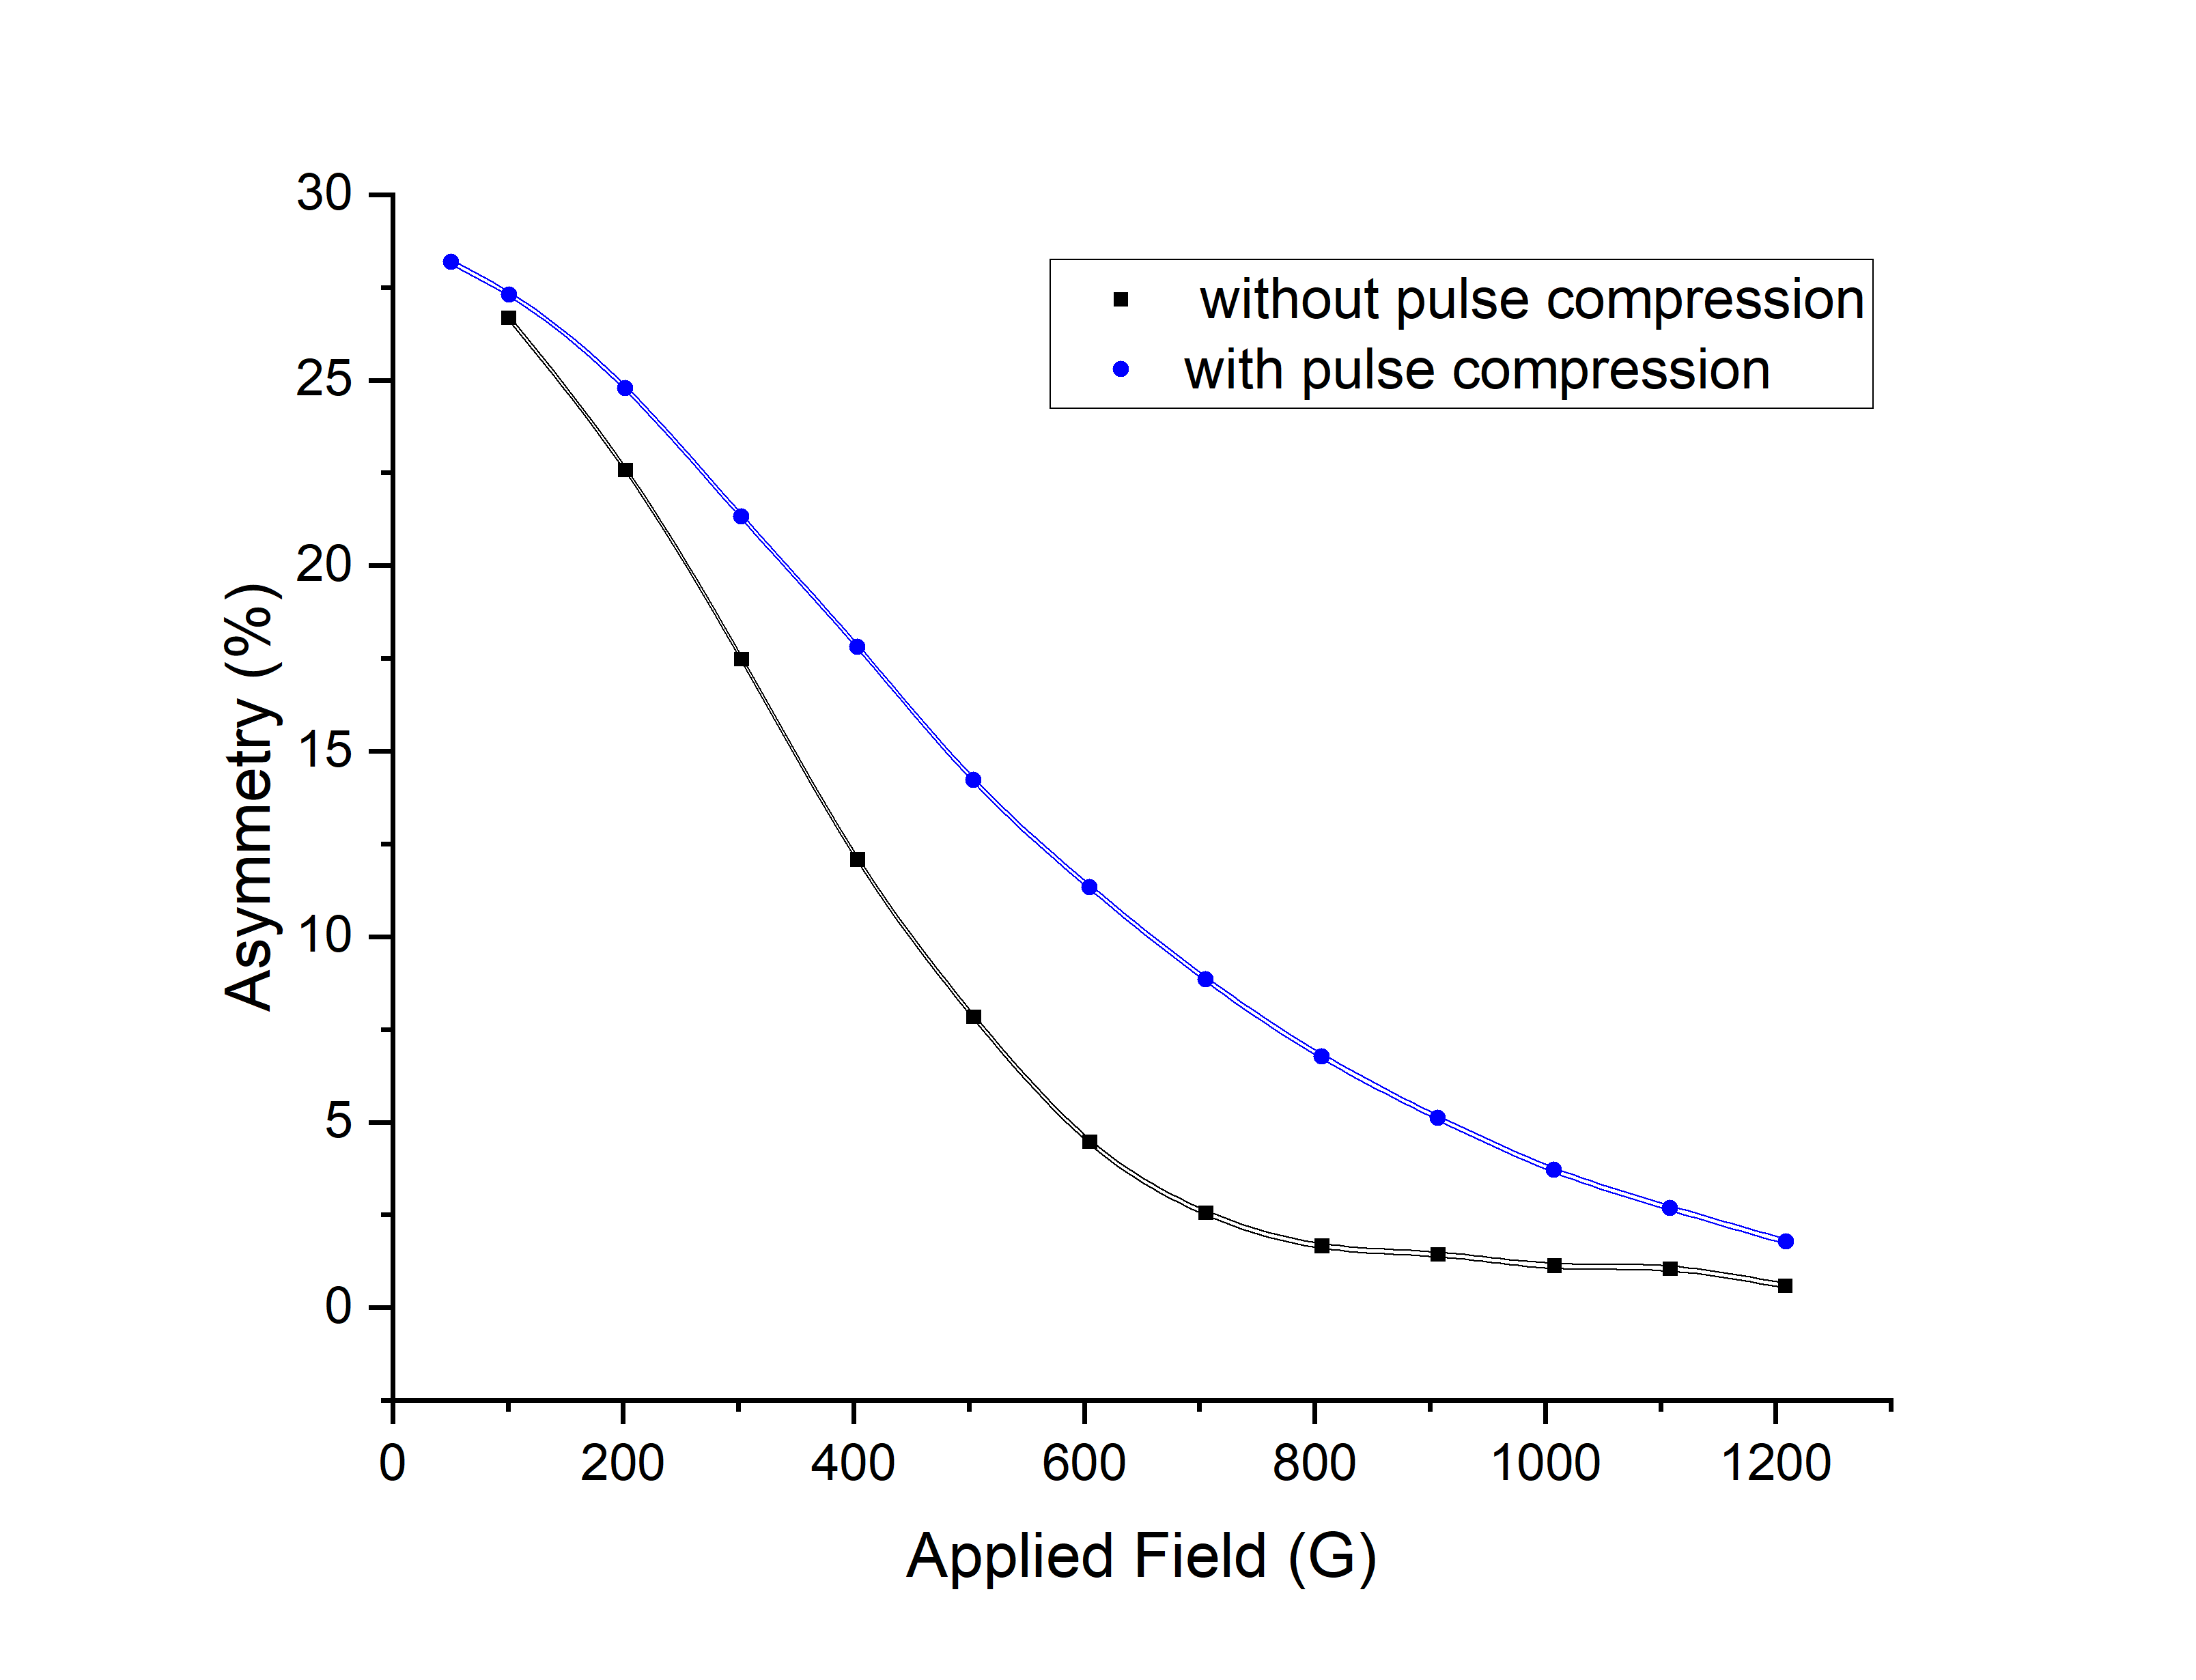 30
25
20
15
10
5
0
Asymmetry (%)
without pulse compression
with pulse compression
0 200 400 600 800 1000 1200
Applied Field (G)